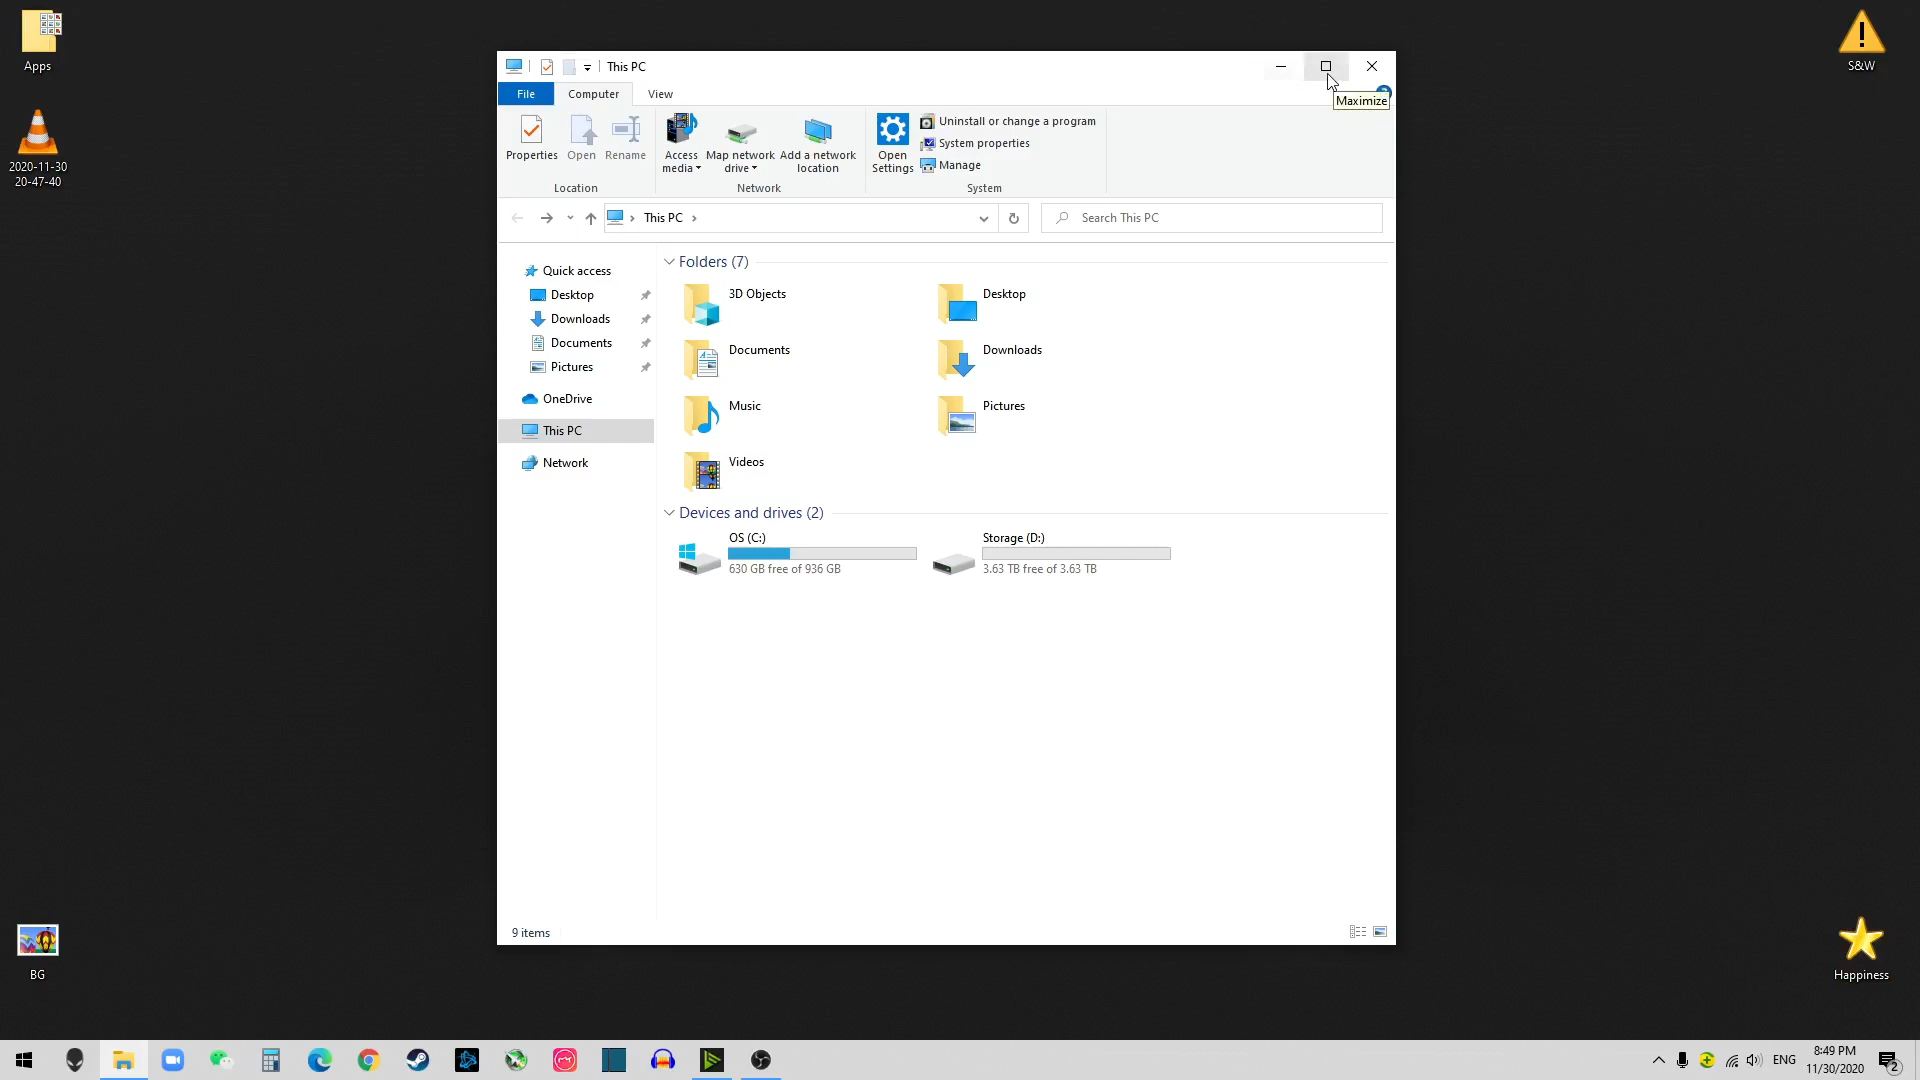 Apps
S&W
2020-11-30
20-47-40
This PC
Maximize
File
Computer
View
Properties
Open
Rename
Access
media
Map network
drive
Add a network
location
Open
Settings
Uninstall or change a program
System properties
Manage
Location
Network
System
This PC
Search This PC
Quick access
Desktop
Downloads
Documents
Pictures
OneDrive
This PC
Network
Folders (7)
3D Objects
Desktop
Documents
Downloads
Music
Pictures
Videos
Devices and drives (2)
OS (C:)
630 GB free of 936 GB
Storage (D:)
3.63 TB free of 3.63 TB
9 items
BG
Happiness
ENG
8:49 PM
11/30/2020
2